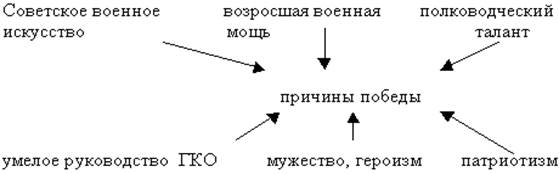 Советское военное
искусство
возросшая военная
мощь
полководческий
талант
причины победы
умелое руководство ГКО
мужество, героизм
патриотизм